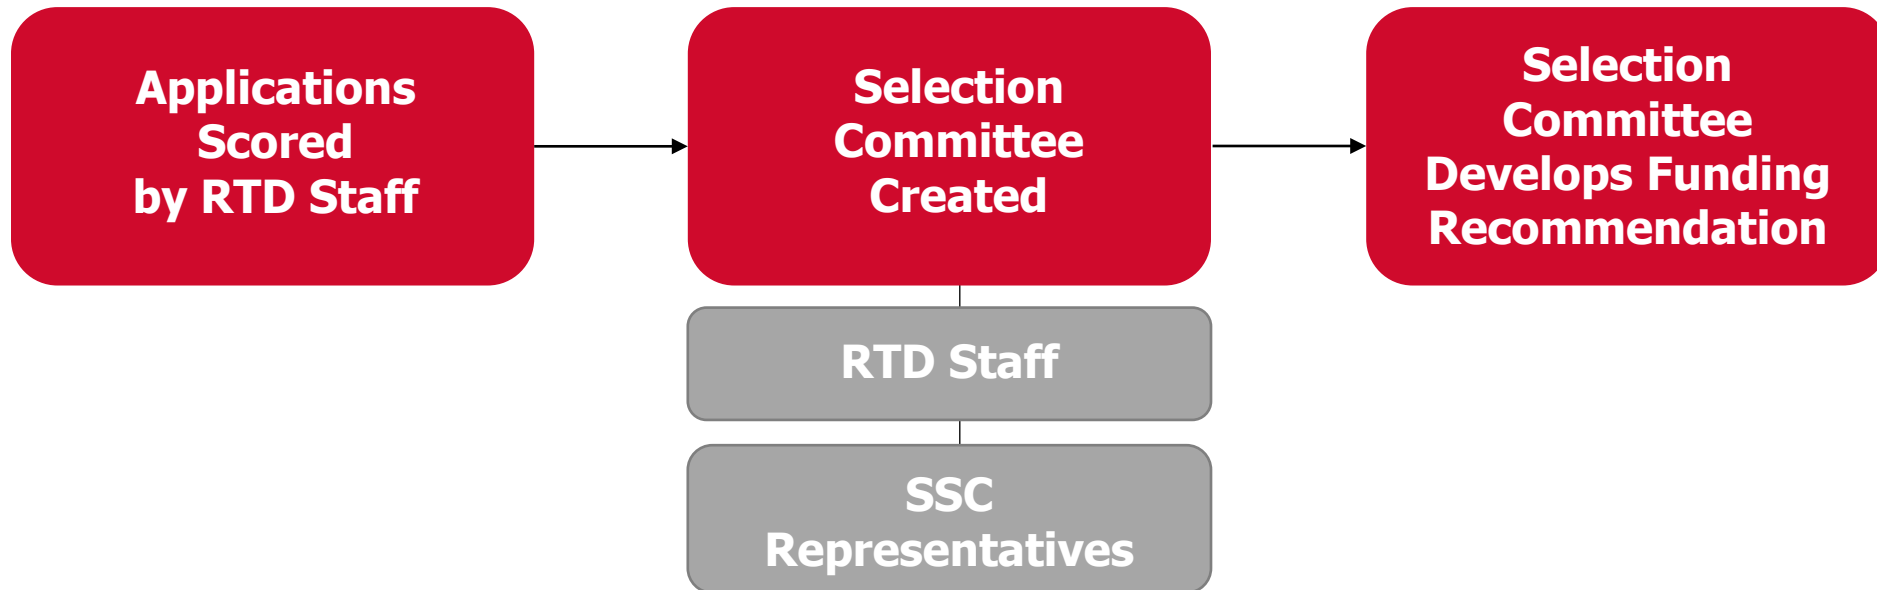 Applications
Scored
by RTD Staff
Selection
Committee
Created
Selection
Committee
Develops Funding
Recommendation
RTD Staff
SSC
Representatives